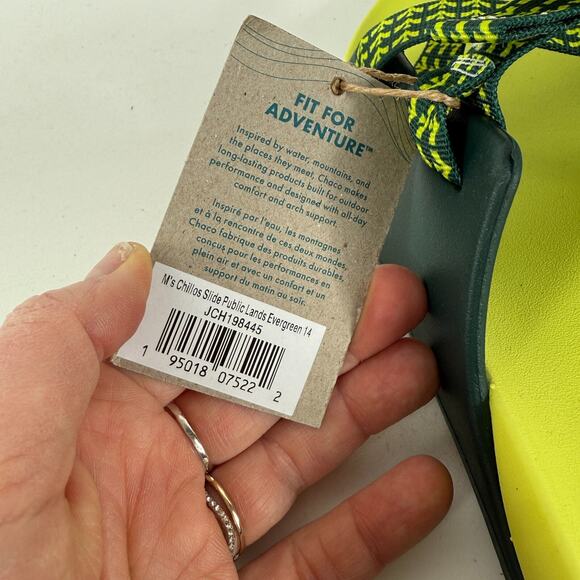 FIT FOR
ADVENTURE™
Inspired by water, mountains, and
the places they meet, Chaco makes
long-lasting products built for outdoor
performance and designed with all-day
comfort and arch support.
Inspiré par l'eau, les montagnes
et à la rencontre de ces deux mondes,
Chaco fabrique des produits durables
conçus pour les performances en
plein air et avec un confort et un
support du matin au soir.
M's Chillos Slide Public Lands Evergreen 14
JCH198445
1 95018 07522 2